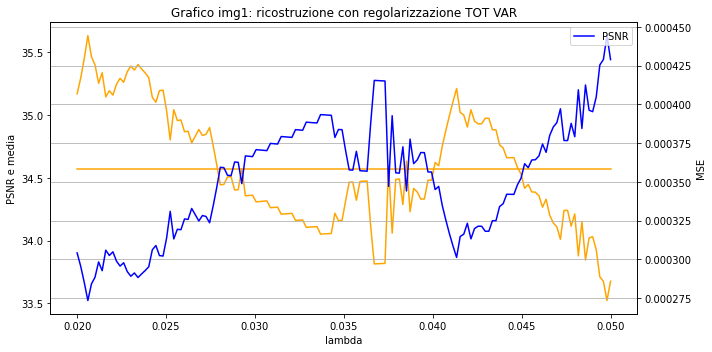 Grafico img1: ricostruzione con regolarizzazione TOT VAR
PSNR
PSNR e media
35.5
35.0
34.5
34.0
33.5
0.000450
0.000425
0.000400
0.000375
0.000350
0.000325
0.000300
0.000275
MSE
0.020 0.025 0.030 0.035 0.040 0.045 0.050
lambda